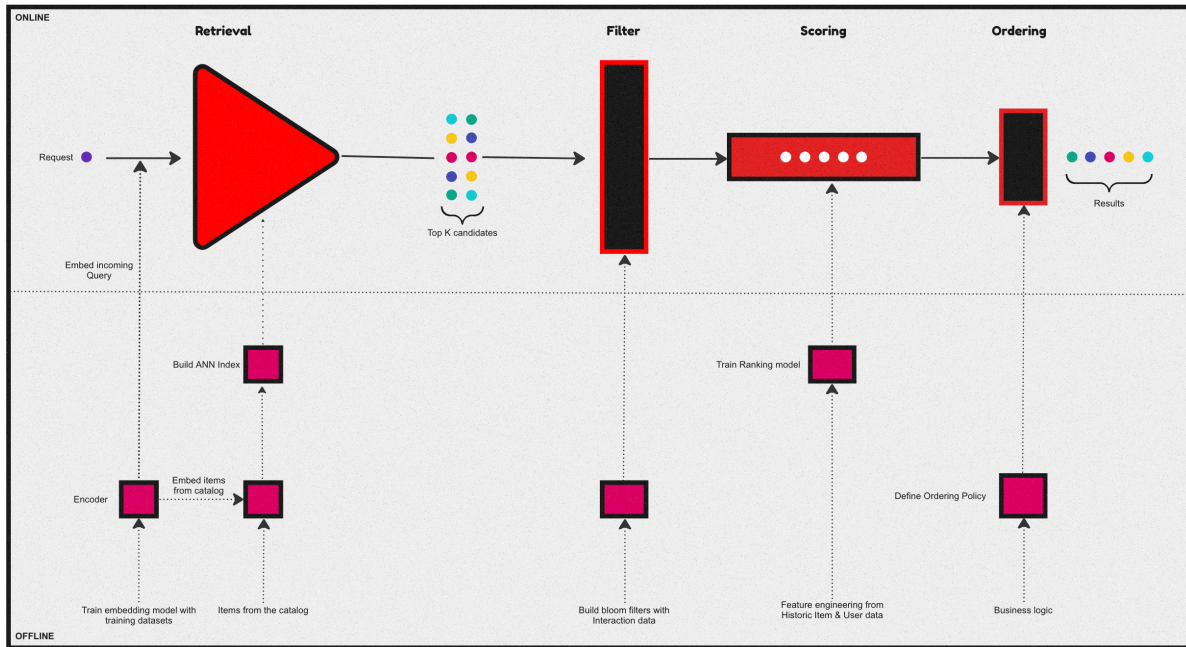 ONLINE
Retrieval
Filter
Scoring
Ordering
Request
Top K candidates
Results
Embed incoming
Query
Build ANN Index
Train Ranking model
Encoder
Embed items
from catalog
Define Ordering Policy
Train embedding model with
training datasets
Items from the catalog
Build bloom filters with
Interaction data
Feature engineering from
Historic Item & User data
Business logic
OFFLINE